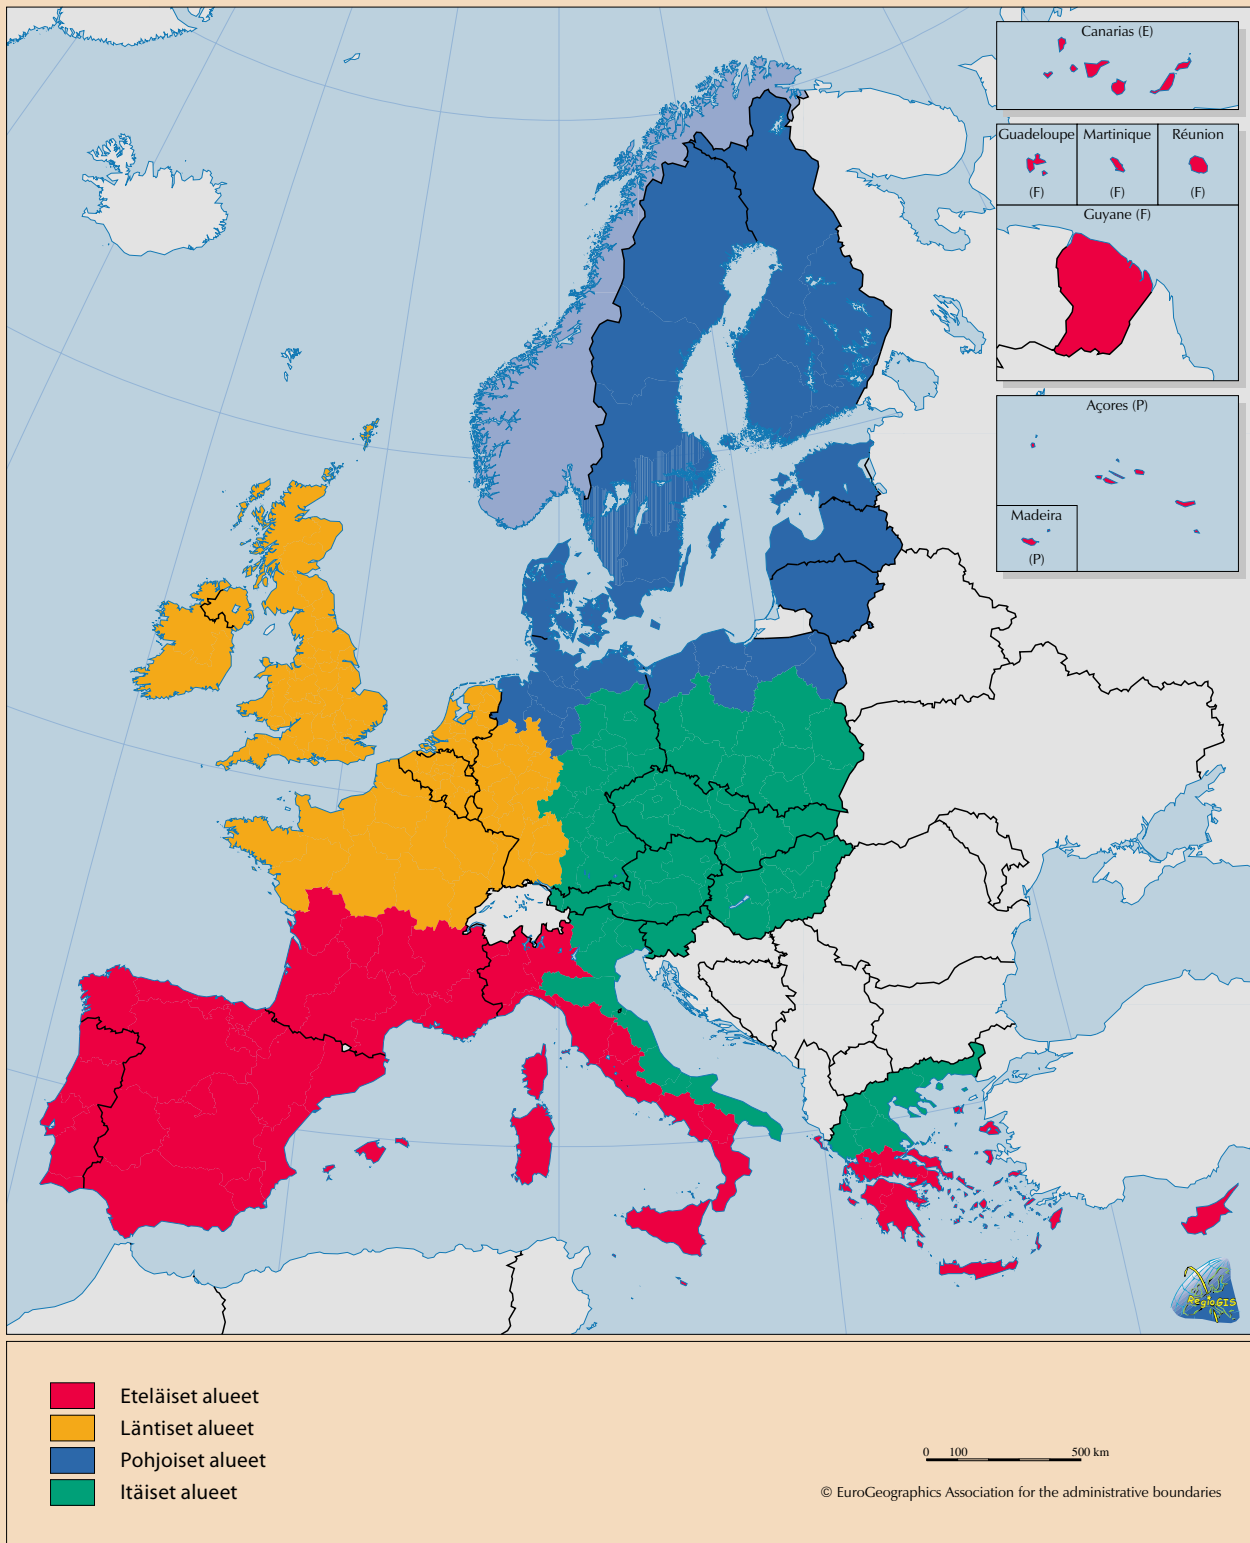 Canarias (E)
Guadeloupe
Martinique
Réunion
(F)
(F)
(F)
Guyane (F)
Açores (P)
Madeira
(P)
RegioGIS
Eteläiset alueet
Läntiset alueet
Pohjoiset alueet
Itäiset alueet
0 100 500 km
© EuroGeographics Association for the administrative boundaries